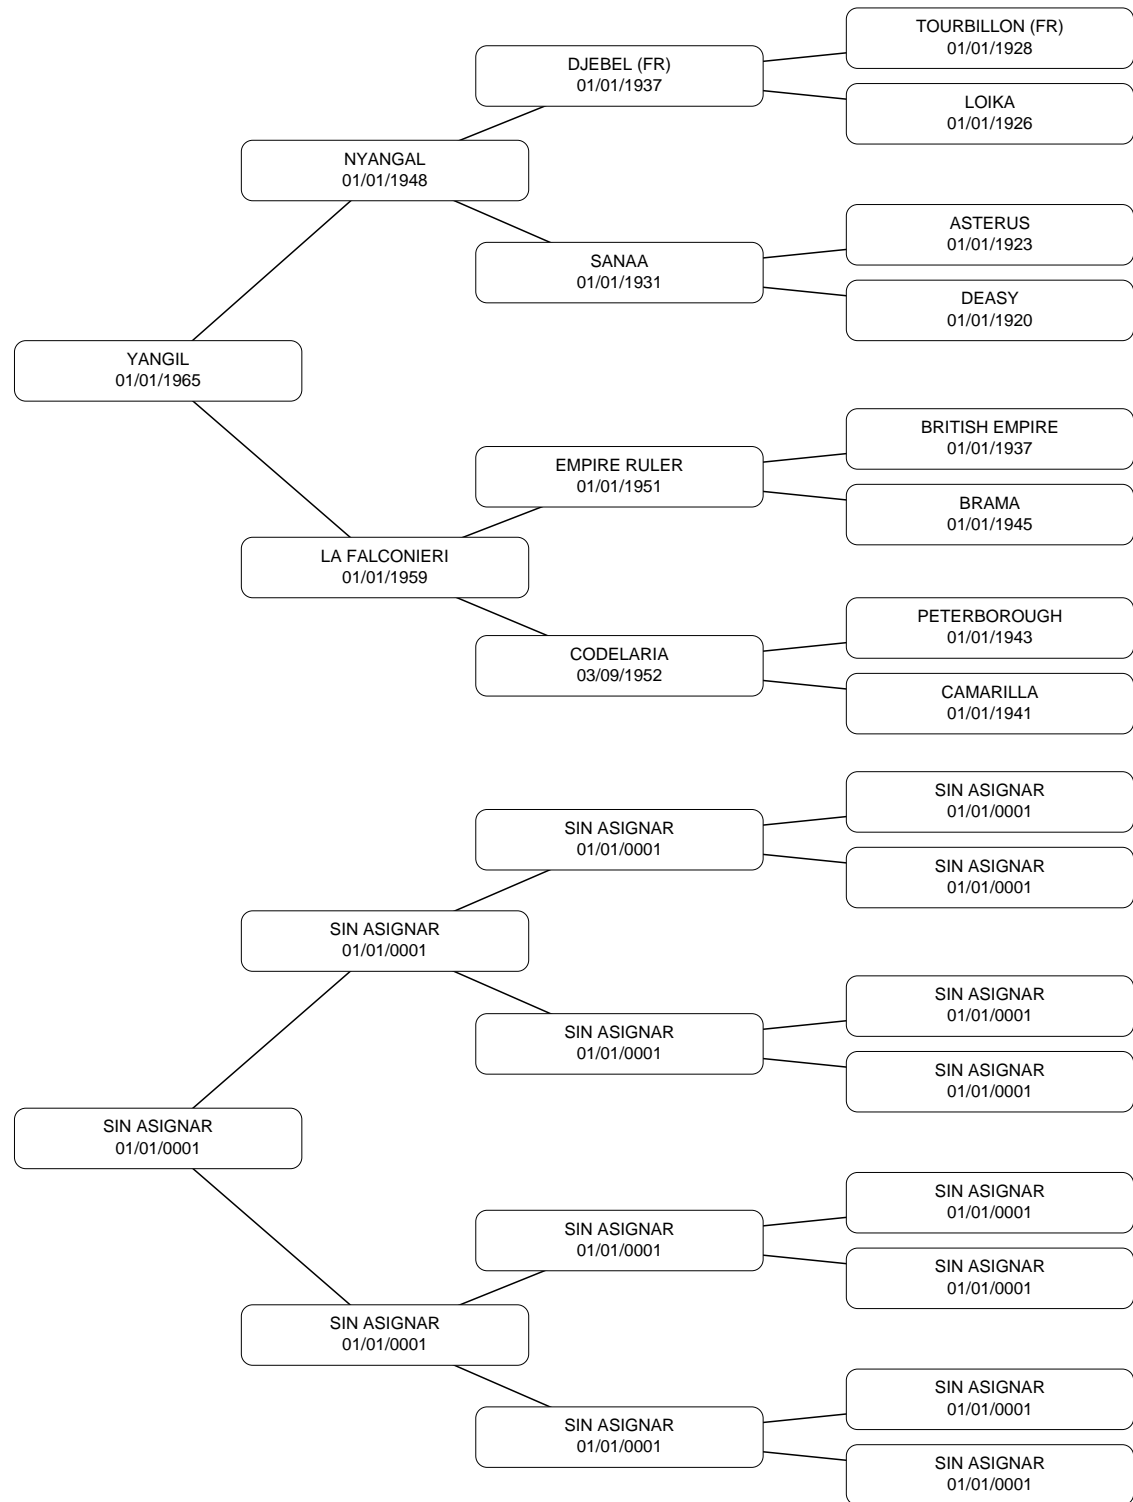 TOURBILLON (FR)
01/01/1928
DJEBEL (FR)
01/01/1937
LOIKA
01/01/1926
NYANGAL
01/01/1948
ASTERUS
01/01/1923
SANAA
01/01/1931
DEASY
01/01/1920
YANGIL
01/01/1965
BRITISH EMPIRE
01/01/1937
EMPIRE RULER
01/01/1951
BRAMA
01/01/1945
LA FALCONIERI
01/01/1959
PETERBOROUGH
01/01/1943
CODELARIA
03/09/1952
CAMARILLA
01/01/1941
SIN ASIGNAR
01/01/0001
SIN ASIGNAR
01/01/0001
SIN ASIGNAR
01/01/0001
SIN ASIGNAR
01/01/0001
SIN ASIGNAR
01/01/0001
SIN ASIGNAR
01/01/0001
SIN ASIGNAR
01/01/0001
SIN ASIGNAR
01/01/0001
SIN ASIGNAR
01/01/0001
SIN ASIGNAR
01/01/0001
SIN ASIGNAR
01/01/0001
SIN ASIGNAR
01/01/0001
SIN ASIGNAR
01/01/0001
SIN ASIGNAR
01/01/0001
SIN ASIGNAR
01/01/0001